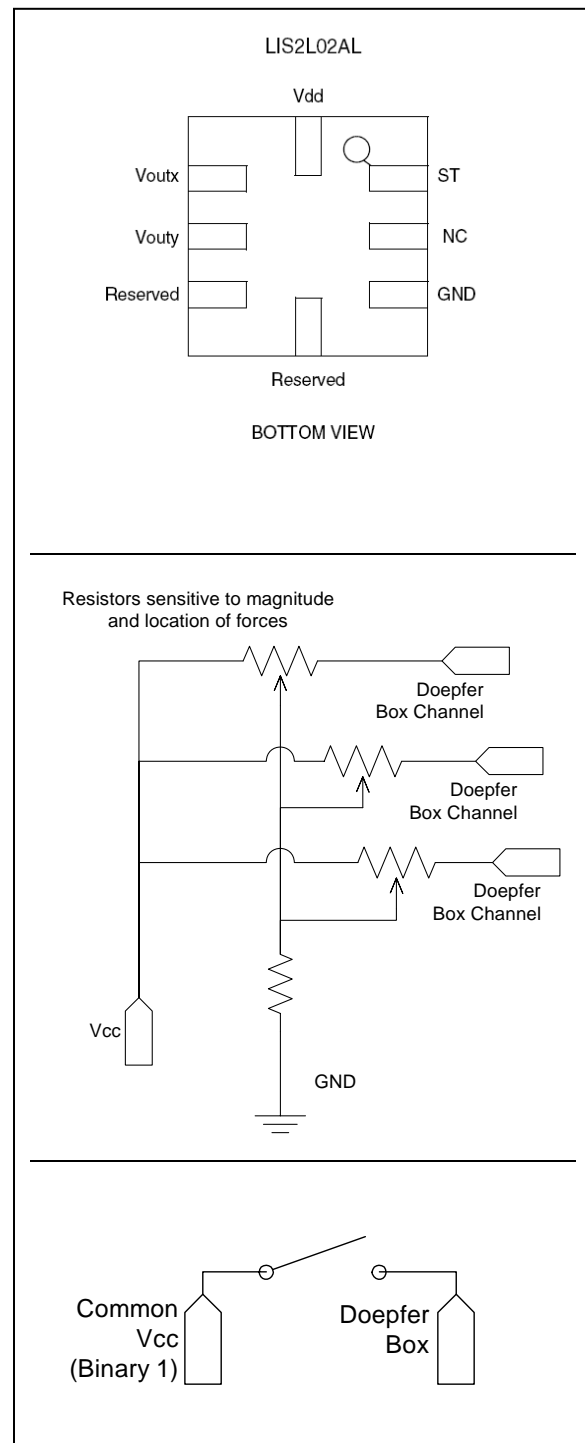 LIS2L02AL
Vdd
Voutx
ST
Vouty
NC
Reserved
GND
Reserved
BOTTOM VIEW
Resistors sensitive to magnitude
and location of forces
Doepfer
Box Channel
Doepfer
Box Channel
Doepfer
Box Channel
Vcc
GND
Common
Vcc
(Binary 1)
Doepfer
Box